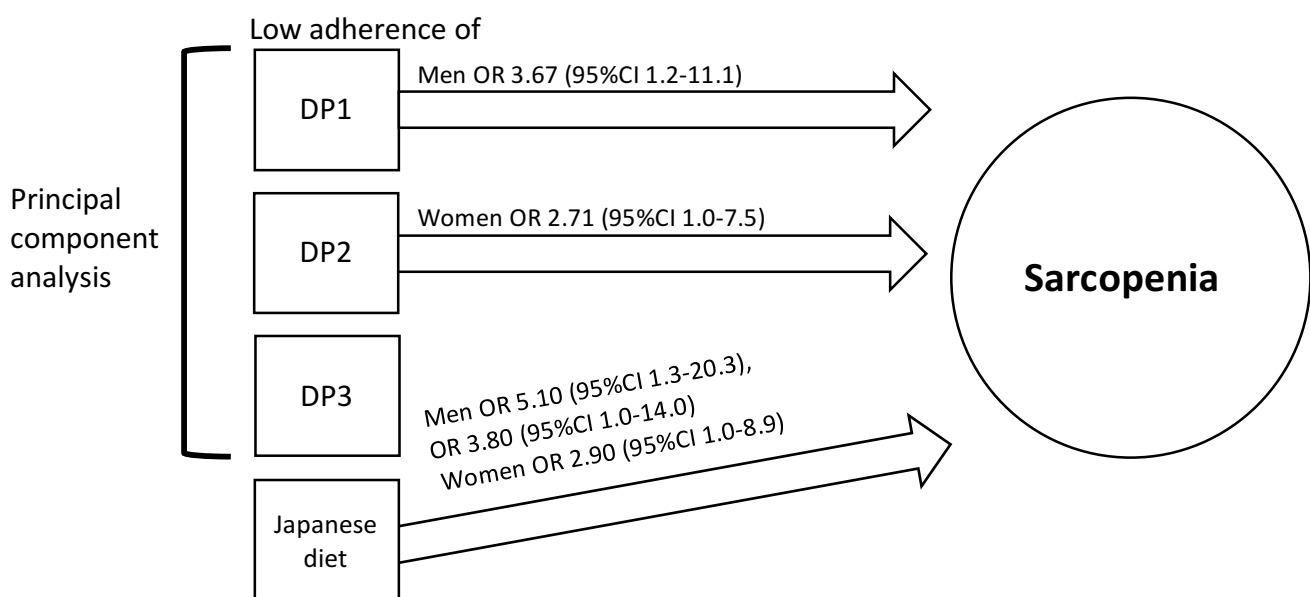 Low adherence of
Principal
component
analysis
DP1
Men OR 3.67 (95%CI 1.2-11.1)
DP2
Women OR 2.71 (95%CI 1.0-7.5)
DP3
Men OR 5.10 (95%CI 1.3-20.3),
OR 3.80 (95%CI 1.0-14.0)
Women OR 2.90 (95%CI 1.0-8.9)
Japanese
diet
Sarcopenia